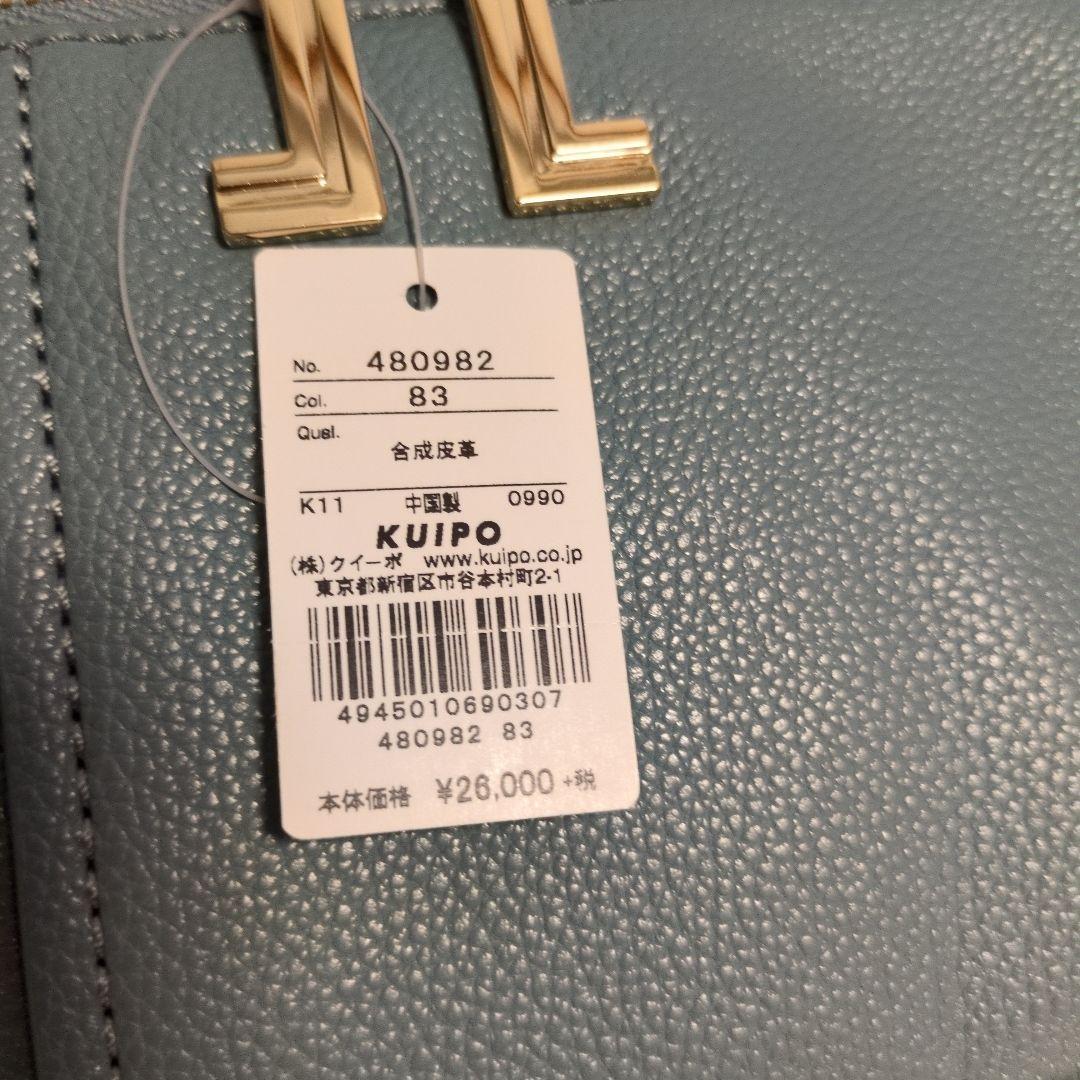 No. 480982
Col. 83
Qual.
合成皮革
K11 中国製 0990
KUIPO
(株)クイーポ www.kuipo.co.jp
東京都新宿区市谷本村町2-1
4945010690307
480982 83
本体価格 ¥26,000 +税